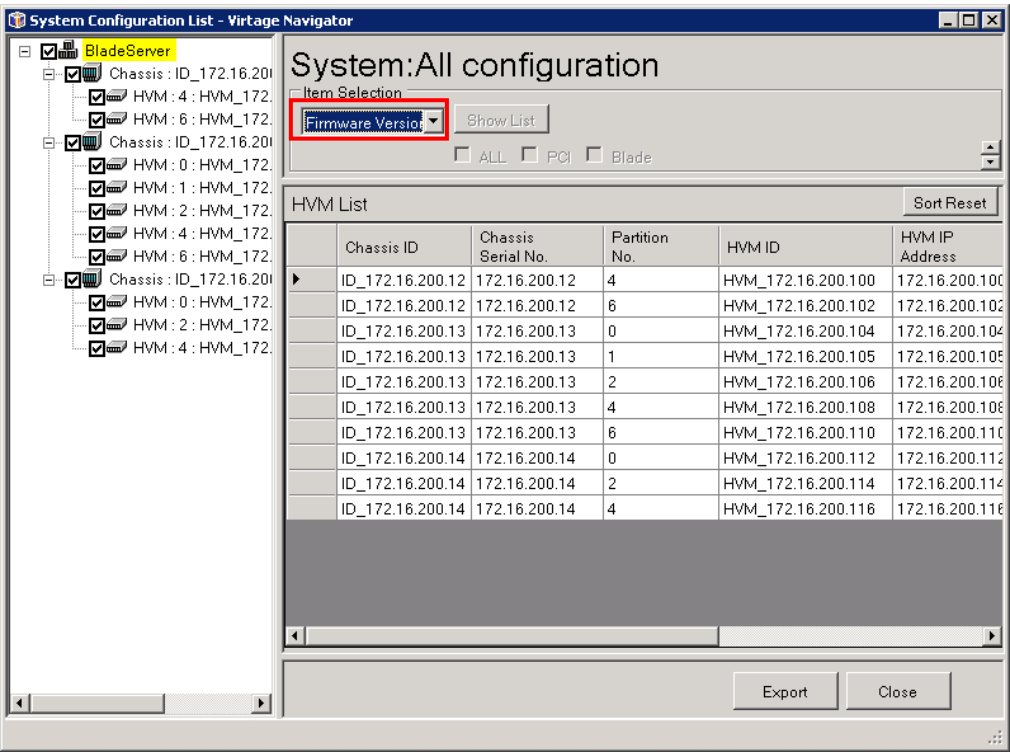 System Configuration List - Virtage Navigator
BladeServer
Chassis : ID_172.16.20
HVM : 4 : HVM_172.
HVM : 6 : HVM_172.
Chassis : ID_172.16.20
HVM : 0 : HVM_172.
HVM : 1 : HVM_172.
HVM : 2 : HVM_172.
HVM : 4 : HVM_172.
HVM : 6 : HVM_172.
Chassis : ID_172.16.20
HVM : 0 : HVM_172.
HVM : 2 : HVM_172.
HVM : 4 : HVM_172.
System:All configuration
Item Selection
Firmware Version Show List
ALL PCI Blade
HVM List Sort Reset
Chassis ID Chassis Serial No. Partition No. HVM ID HVM IP Address
ID_172.16.200.12 172.16.200.12 4 HVM_172.16.200.100 172.16.200.100
ID_172.16.200.12 172.16.200.12 6 HVM_172.16.200.102 172.16.200.102
ID_172.16.200.13 172.16.200.13 0 HVM_172.16.200.104 172.16.200.104
ID_172.16.200.13 172.16.200.13 1 HVM_172.16.200.105 172.16.200.105
ID_172.16.200.13 172.16.200.13 2 HVM_172.16.200.106 172.16.200.106
ID_172.16.200.13 172.16.200.13 4 HVM_172.16.200.108 172.16.200.108
ID_172.16.200.13 172.16.200.13 6 HVM_172.16.200.110 172.16.200.110
ID_172.16.200.14 172.16.200.14 0 HVM_172.16.200.112 172.16.200.112
ID_172.16.200.14 172.16.200.14 2 HVM_172.16.200.114 172.16.200.114
ID_172.16.200.14 172.16.200.14 4 HVM_172.16.200.116 172.16.200.116
Export Close